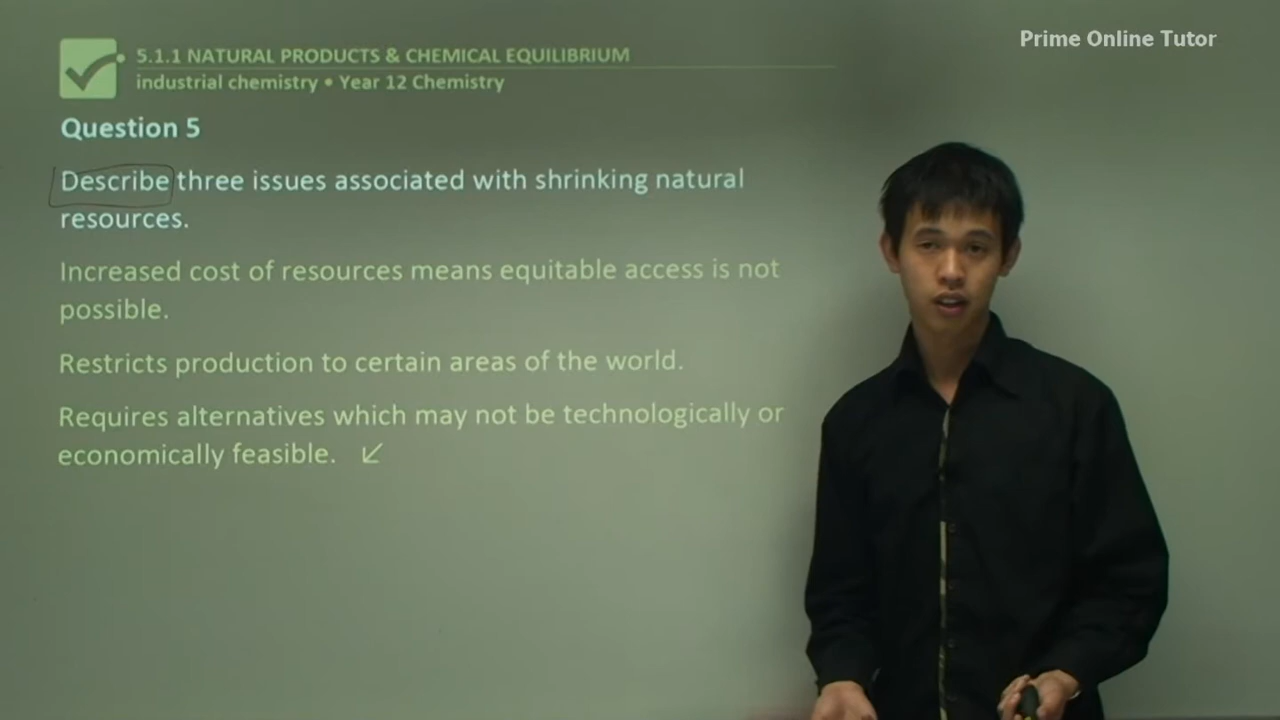 Prime Online Tutor
5.1.1 NATURAL PRODUCTS & CHEMICAL EQUILIBRIUM
industrial chemistry • Year 12 Chemistry
Question 5
Describe three issues associated with shrinking natural
resources.
Increased cost of resources means equitable access is not
possible.
Restricts production to certain areas of the world.
Requires alternatives which may not be technologically or
economically feasible. ↙